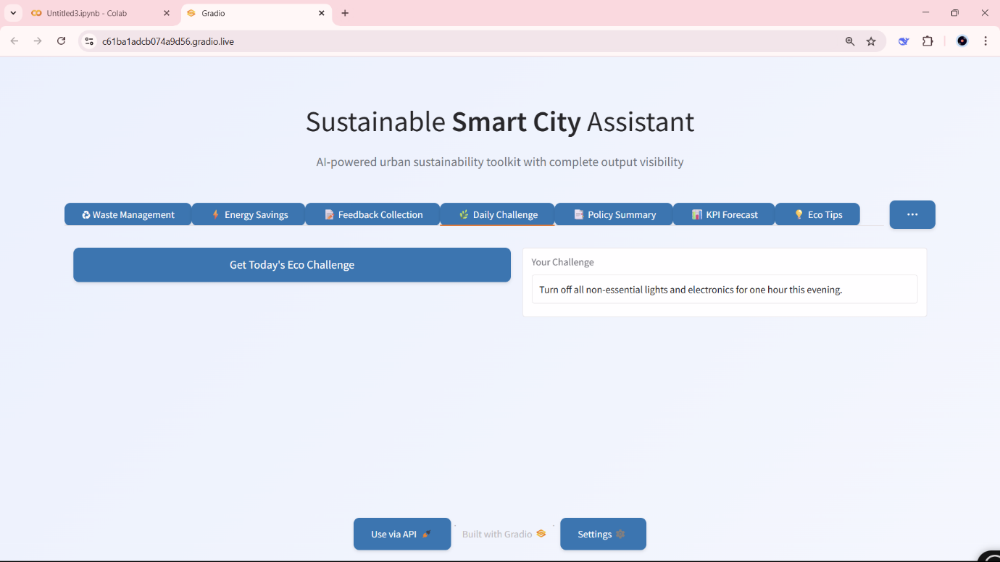 Untitled3.ipynb - Colab
Gradio
c61ba1adcb074a9d56.gradio.live
Sustainable Smart City Assistant
AI-powered urban sustainability toolkit with complete output visibility
♻ Waste Management
⚡ Energy Savings
📝 Feedback Collection
🌿 Daily Challenge
📑 Policy Summary
📊 KPI Forecast
💡 Eco Tips
Get Today's Eco Challenge
Your Challenge
Turn off all non-essential lights and electronics for one hour this evening.
Use via API 🚀
Built with Gradio
Settings ⚙